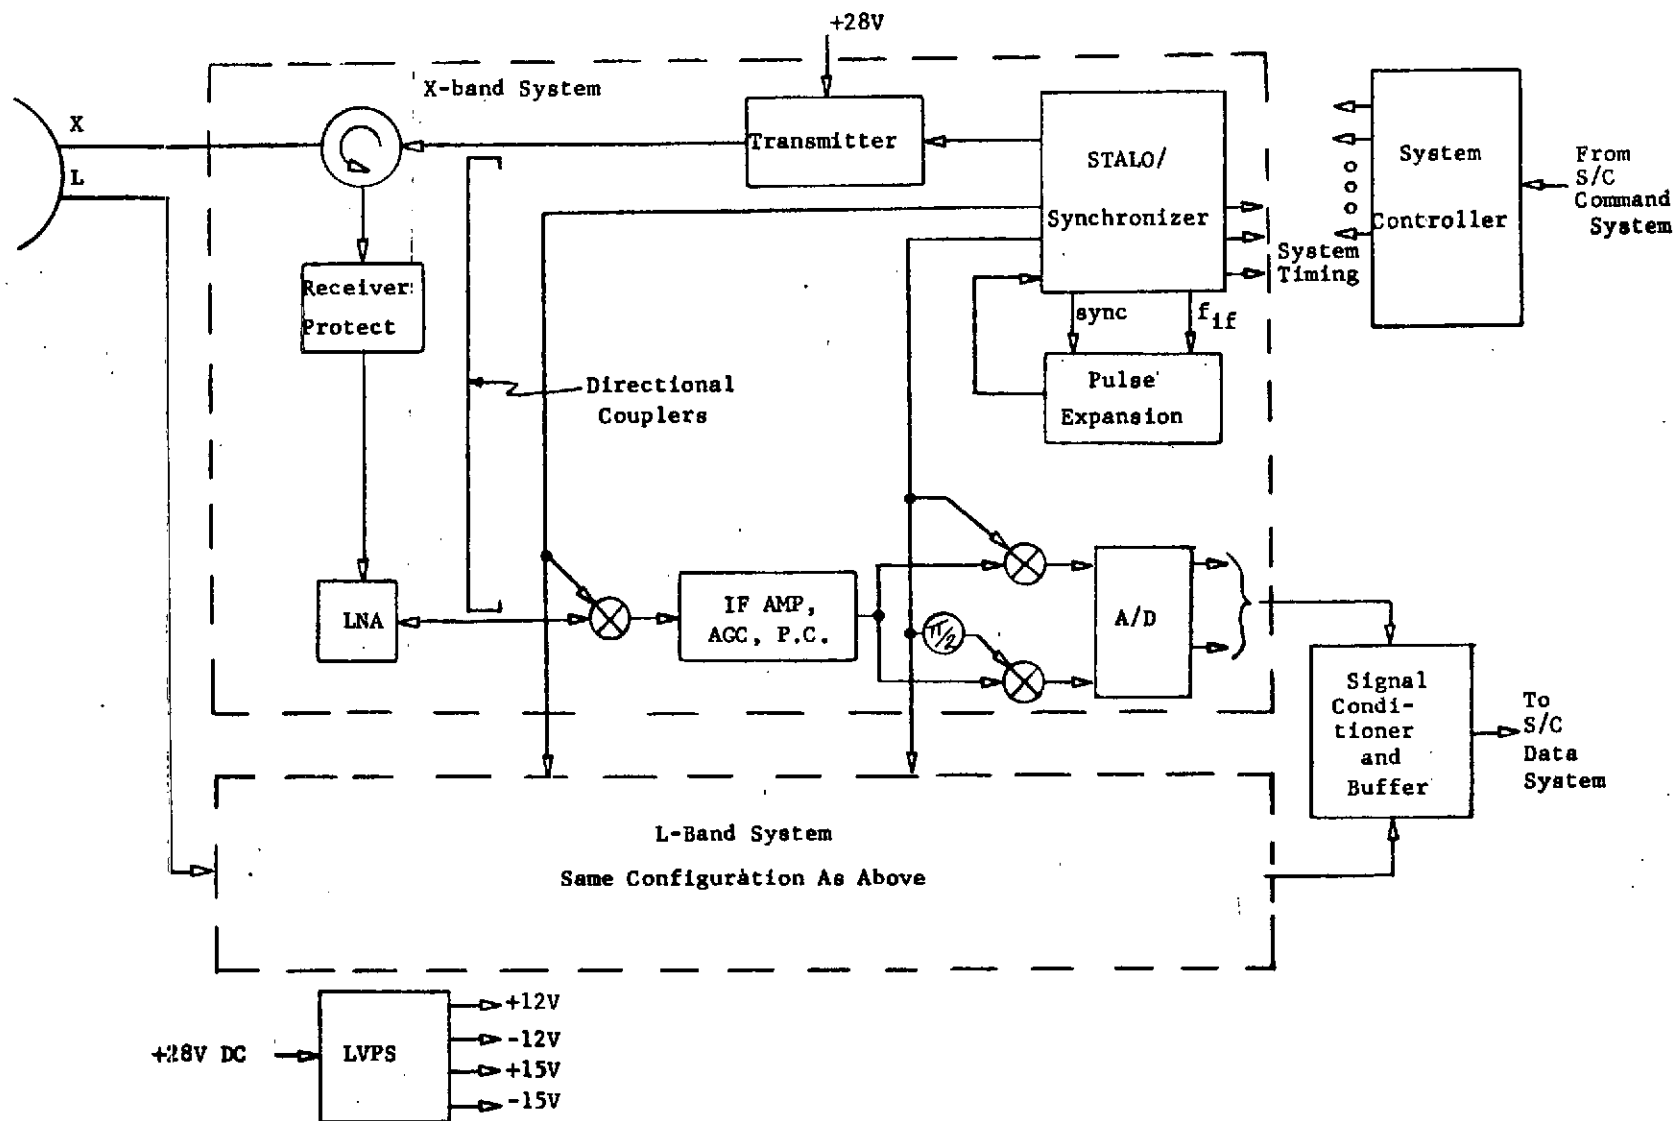 +28V
X-band System
X
L
Transmitter
STALO/
Synchronizer
System
Controller
From
S/C
Command
System
System
Timing
Receiver
Protect
sync
f_if
Pulse
Expansion
Directional
Couplers
LNA
IF AMP,
AGC, P.C.
π/2
A/D
Signal
Condi-
tioner
and
Buffer
To
S/C
Data
System
L-Band System
Same Configuration As Above
+28V DC
LVPS
+12V
-12V
+15V
-15V